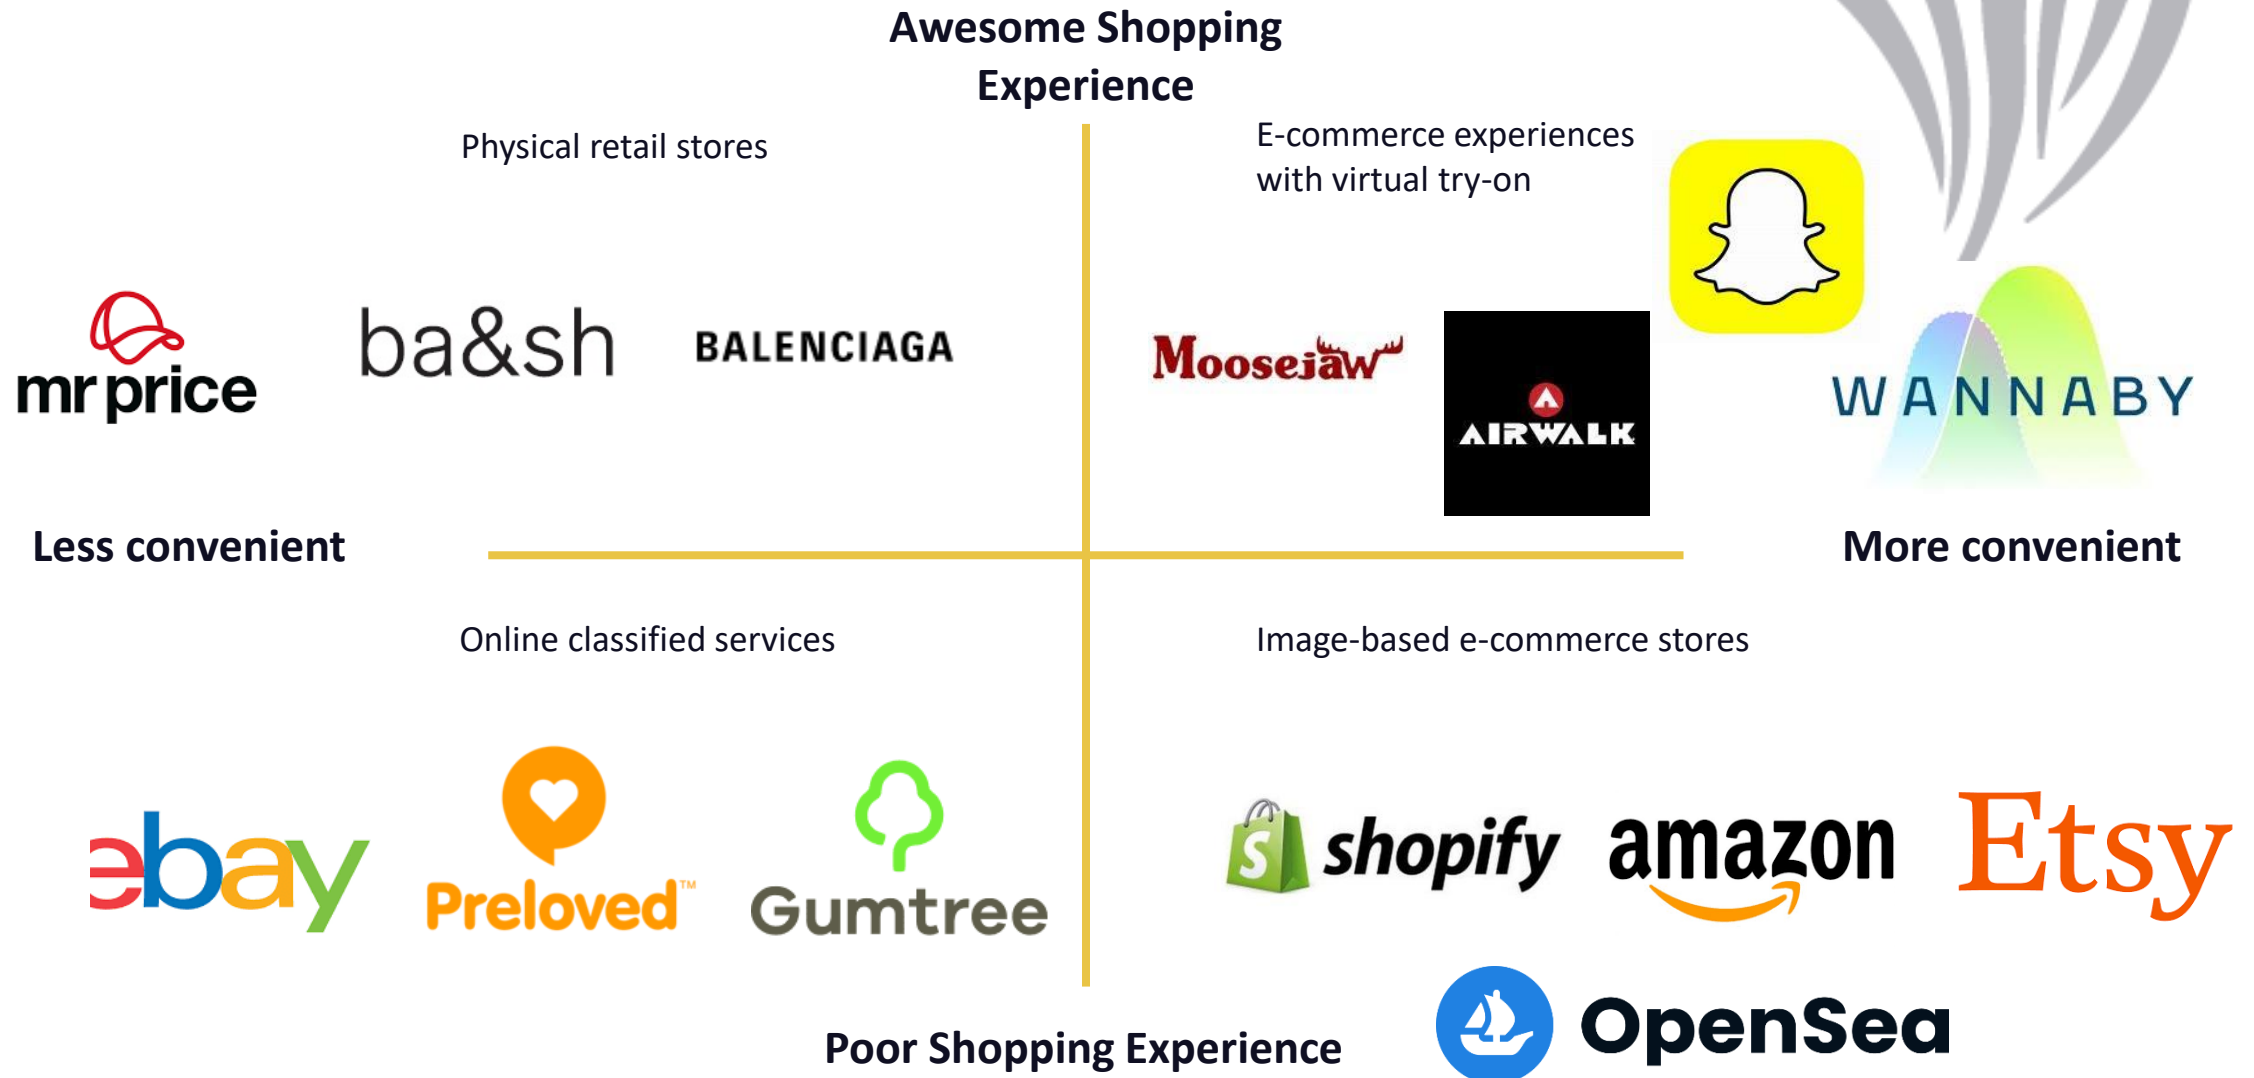 Awesome Shopping
Experience
Physical retail stores
E-commerce experiences
with virtual try-on
mr price
ba&sh
BALENCIAGA
Moosejaw
AIRWALK
WANNABY
Less convenient
More convenient
Online classified services
Image-based e-commerce stores
ebay
Preloved™
Gumtree
S
shopify
amazon
Etsy
Poor Shopping Experience
OpenSea